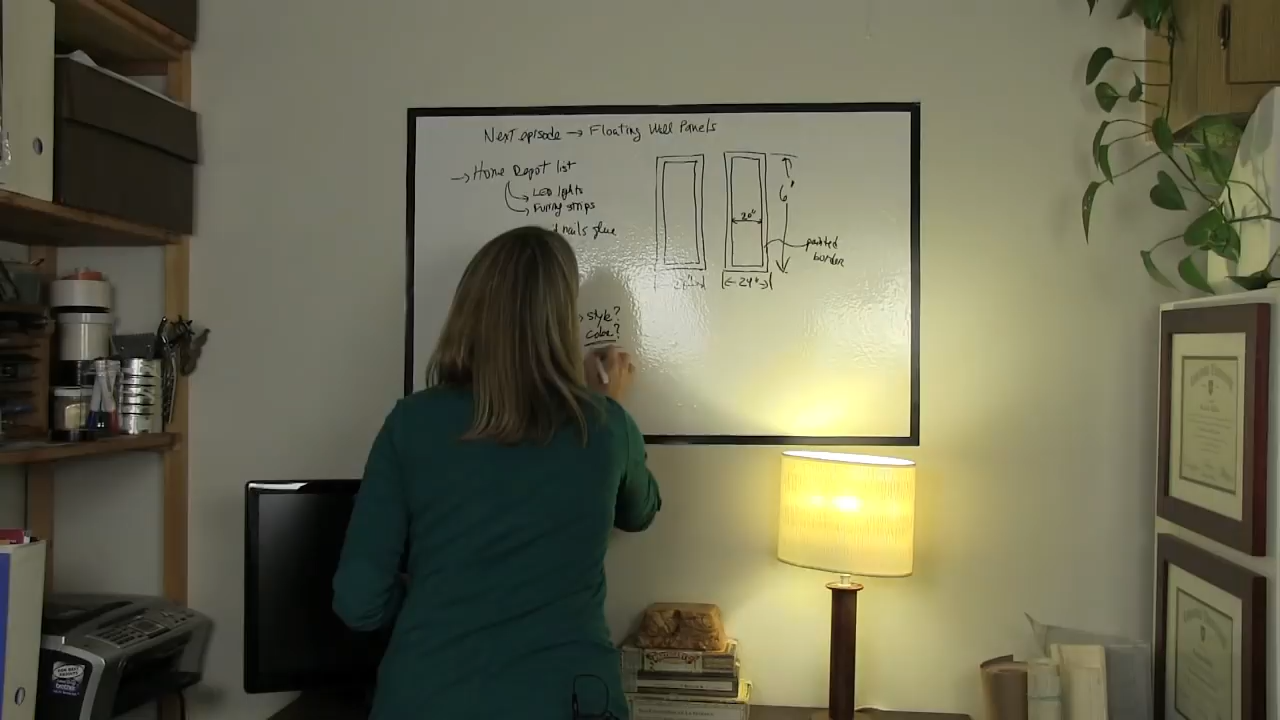 Next episode → Floating Wall Panels
→ Home Depot list
LED lights
Furring strips
nails glue
20"
6'
painted
border
24"
style?
color?
brother